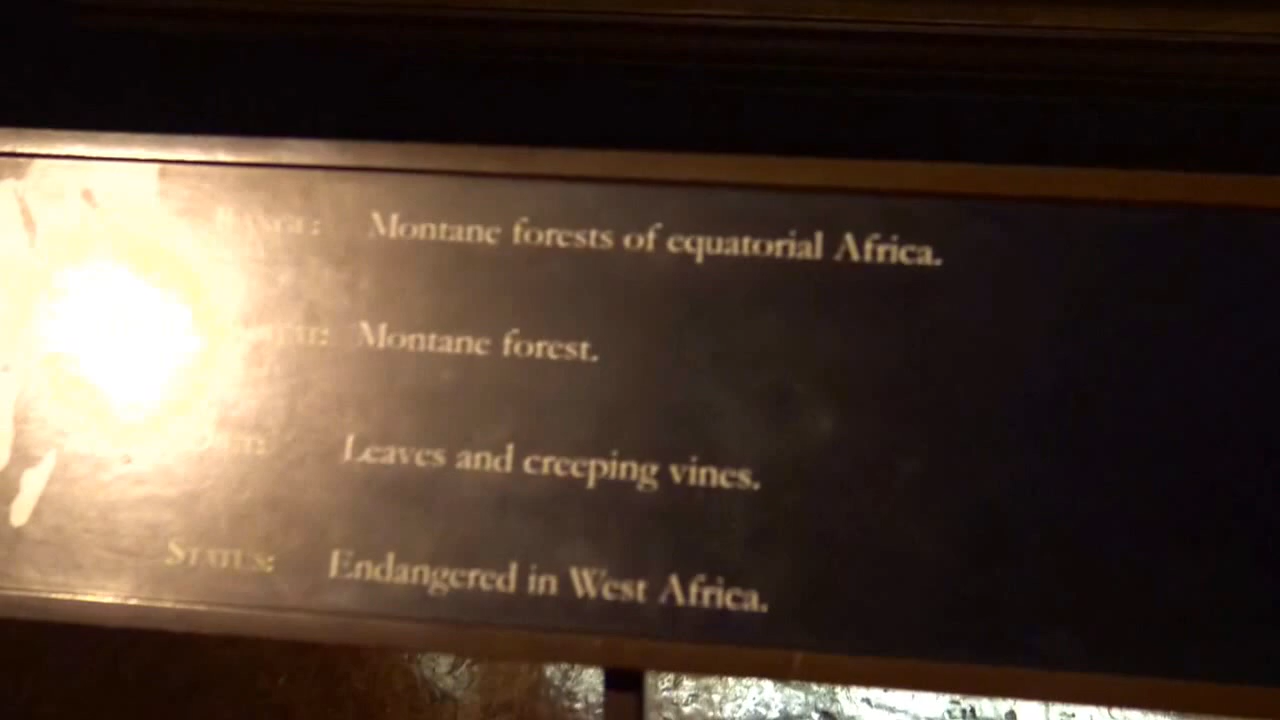 Montane forests of equatorial Africa.
Montane forest.
Leaves and creeping vines.
STATUS: Endangered in West Africa.